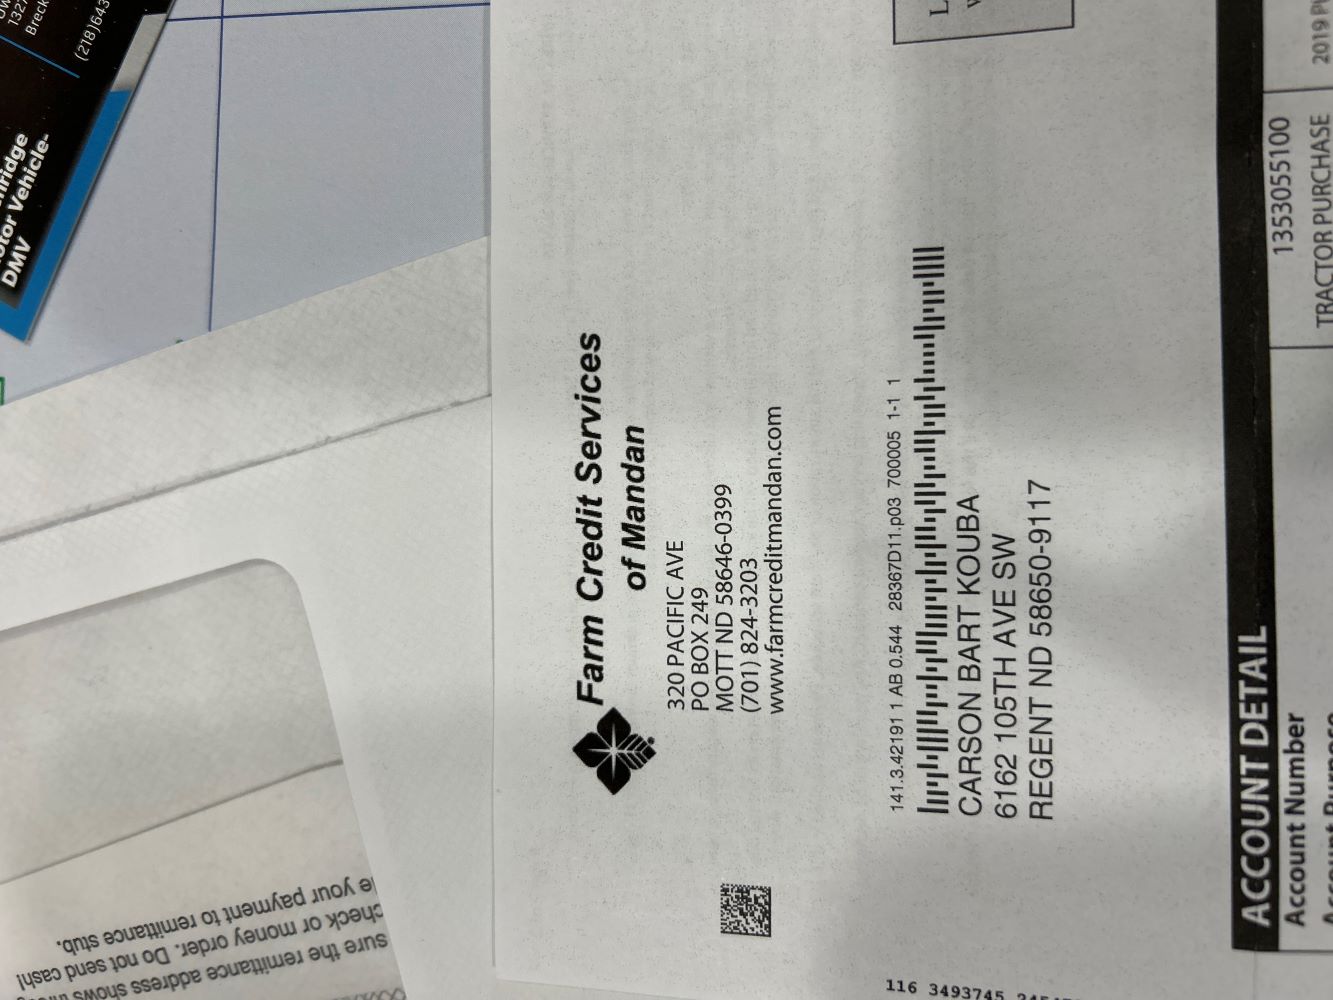 sure the remittance address shows
check or money order. Do not send cash!
your payment to remittance stub.
Vehicle-
DMV
1327
(218)643
Farm Credit Services
of Mandan
320 PACIFIC AVE
PO BOX 249
MOTT ND 58646-0399
(701) 824-3203
www.farmcreditmandan.com
116 3493745
141.3.42191 1 AB 0.544 28367D11.p03 700005 1-1 1
CARSON BART KOUBA
6162 105TH AVE SW
REGENT ND 58650-9117
L
ACCOUNT DETAIL
Account Number 1353055100
Account Purpose TRACTOR PURCHASE 2019